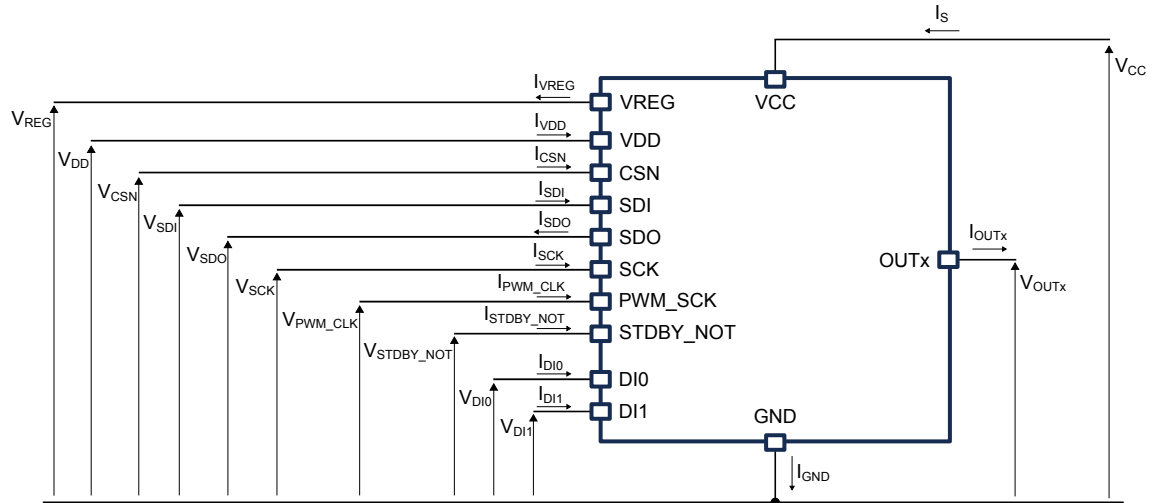 I_S
V_CC
I_VREG
V_REG
VREG
VCC
I_VDD
V_DD
VDD
I_CSN
V_CSN
CSN
I_SDI
V_SDI
SDI
I_SDO
V_SDO
SDO
I_SCK
V_SCK
SCK
I_OUTx
OUTx
V_OUTx
I_PWM_CLK
V_PWM_CLK
PWM_SCK
I_STDBY_NOT
V_STDBY_NOT
STDBY_NOT
I_DI0
V_DI0
DI0
I_DI1
V_DI1
DI1
GND
I_GND